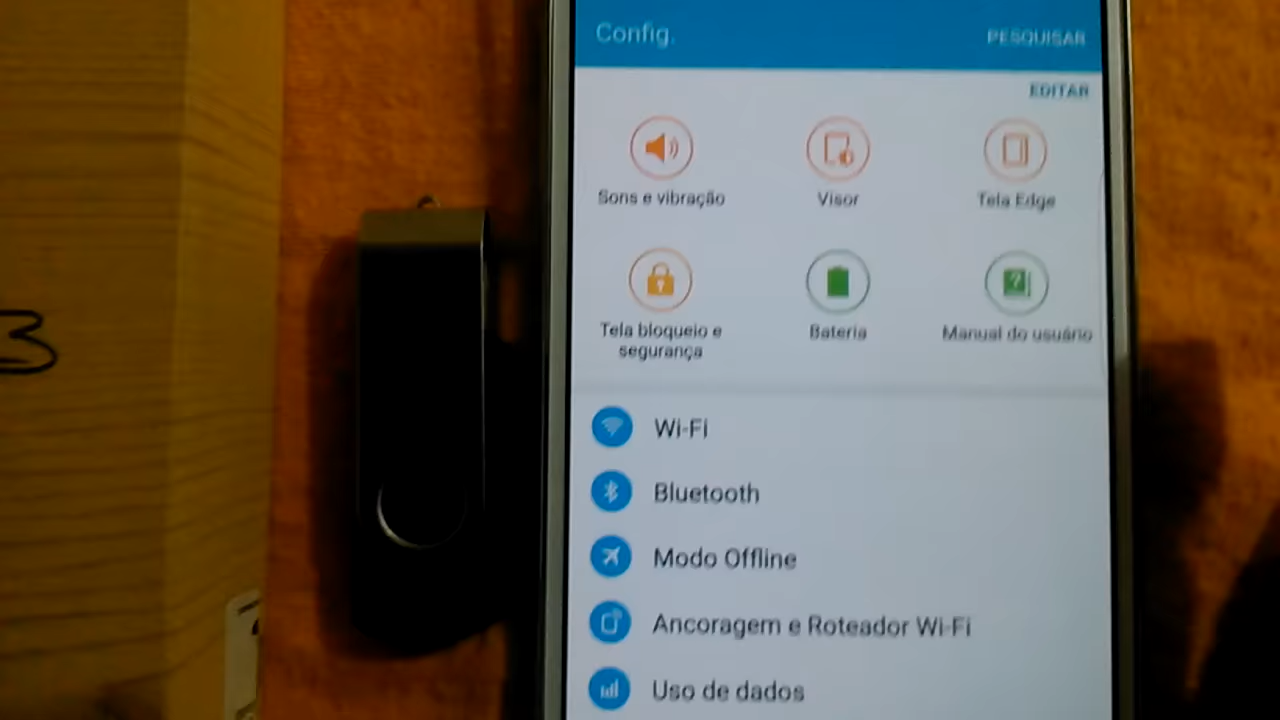 Config.
PESQUISAR
EDITAR
Sons e vibração
Visor
Tela Edge
Tela bloqueio e
segurança
Bateria
Manual do usuário
Wi-Fi
Bluetooth
Modo Offline
Ancoragem e Roteador Wi-Fi
Uso de dados